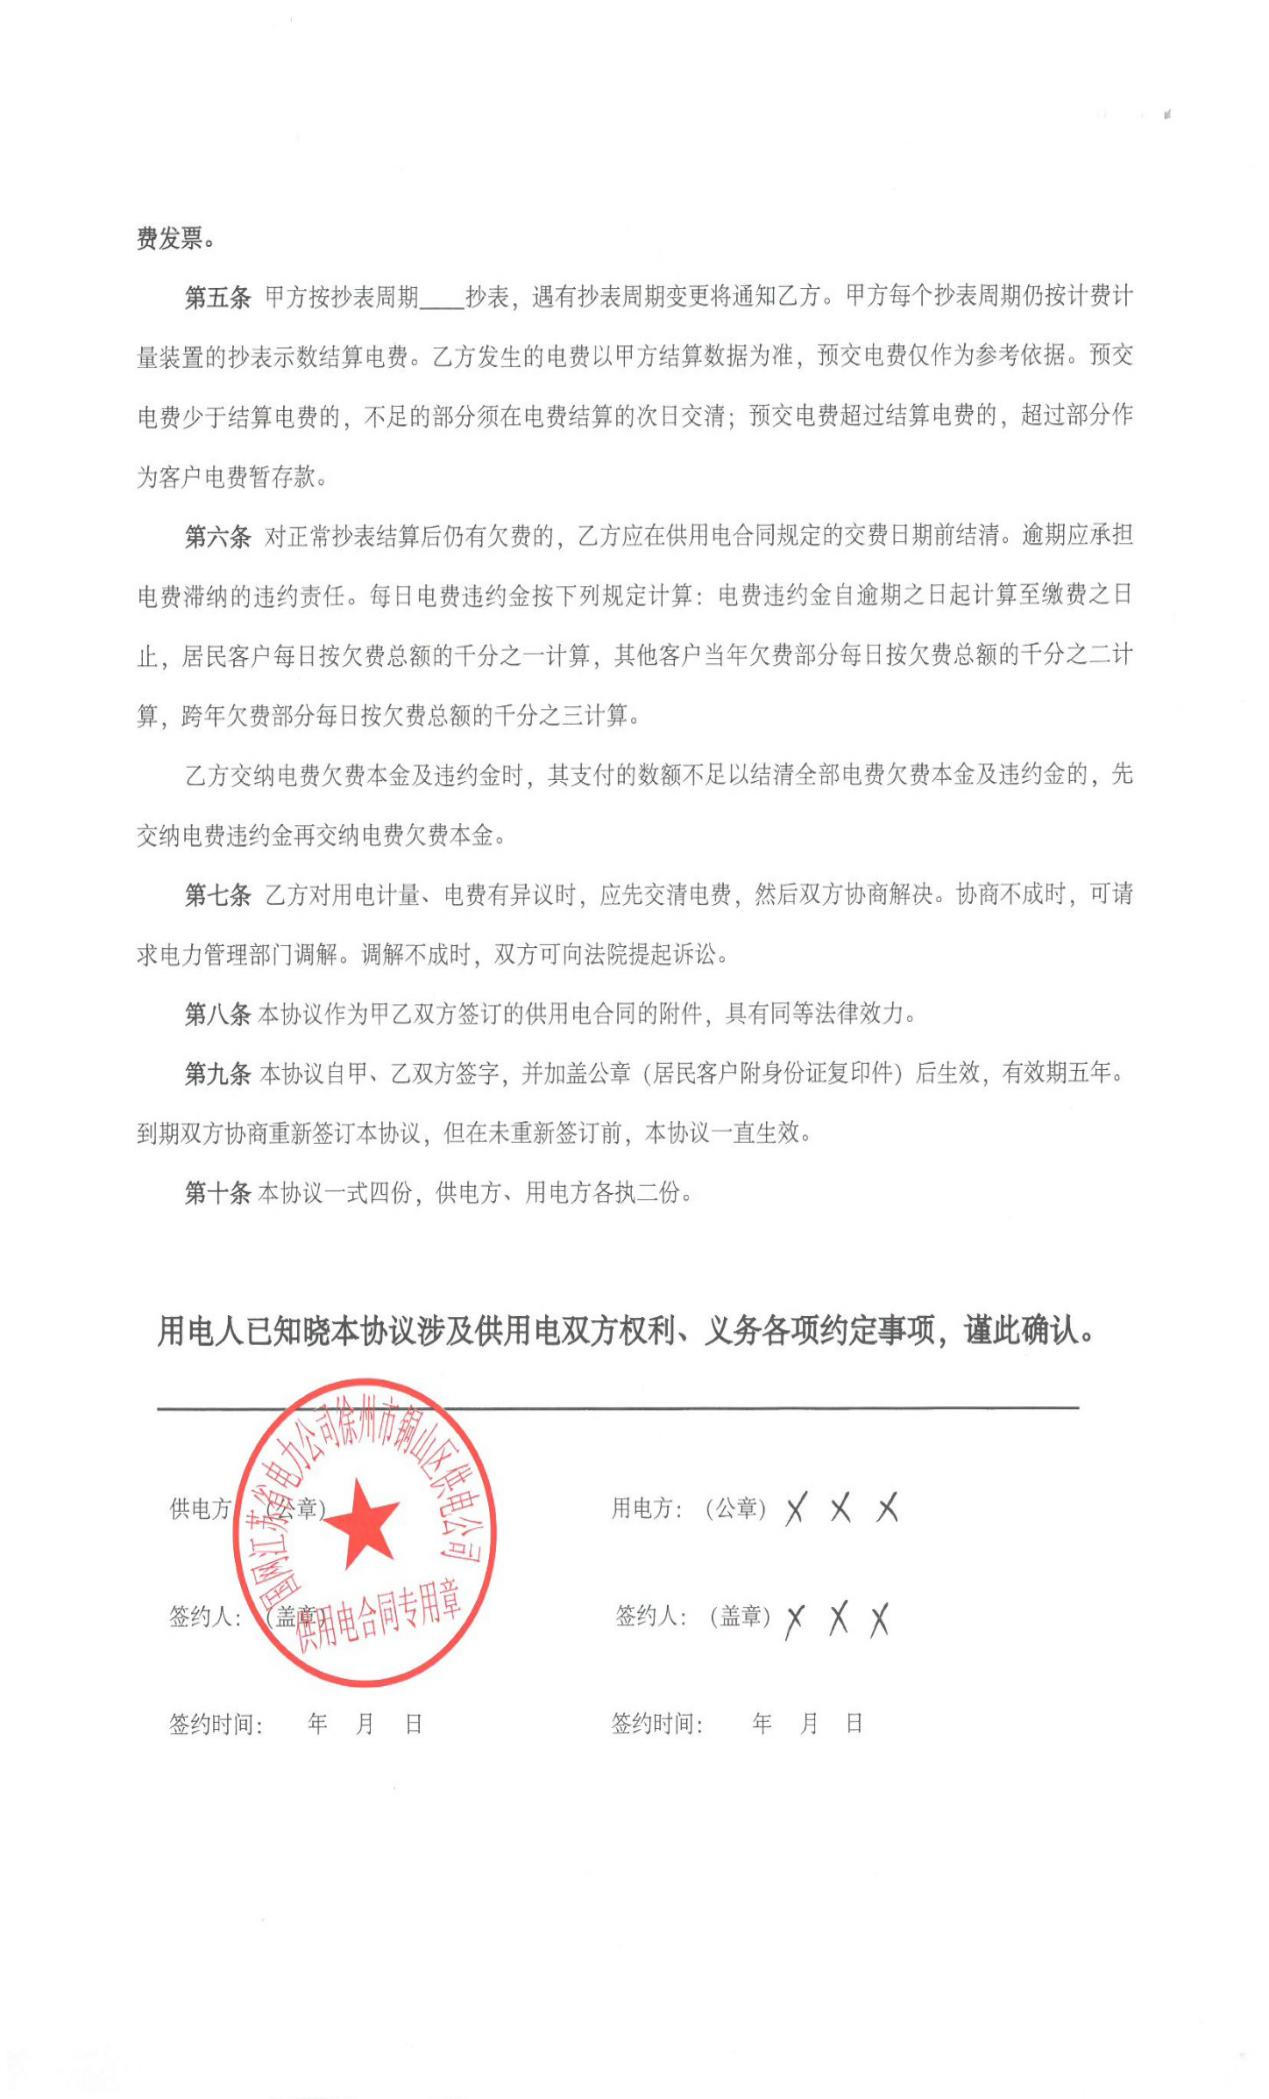 费发票。
第五条 甲方按抄表周期____抄表，遇有抄表周期变更将通知乙方。甲方每个抄表周期仍按计费计
量装置的抄表示数结算电费。乙方发生的电费以甲方结算数据为准，预交电费仅作为参考依据。预交
电费少于结算电费的，不足的部分须在电费结算的次日交清；预交电费超过结算电费的，超过部分作
为客户电费暂存款。
第六条 对正常抄表结算后仍有欠费的，乙方应在供用电合同规定的交费日期前结清。逾期应承担
电费滞纳的违约责任。每日电费违约金按下列规定计算：电费违约金自逾期之日起计算至缴费之日
止，居民客户每日按欠费总额的千分之一计算，其他客户当年欠费部分每日按欠费总额的千分之二计
算，跨年欠费部分每日按欠费总额的千分之三计算。
乙方交纳电费欠费本金及违约金时，其支付的数额不足以结清全部电费欠费本金及违约金的，先
交纳电费违约金再交纳电费欠费本金。
第七条 乙方对用电计量、电费有异议时，应先交清电费，然后双方协商解决。协商不成时，可请
求电力管理部门调解。调解不成时，双方可向法院提起诉讼。
第八条 本协议作为甲乙双方签订的供用电合同的附件，具有同等法律效力。
第九条 本协议自甲、乙双方签字，并加盖公章（居民客户附身份证复印件）后生效，有效期五年。
到期双方协商重新签订本协议，但在未重新签订前，本协议一直生效。
第十条 本协议一式四份，供电方、用电方各执二份。
用电人已知晓本协议涉及供用电双方权利、义务各项约定事项，谨此确认。
国网江苏省电力公司徐州市铜山区供电公司
供用电合同专用章
供电方（公章） 用电方：（公章）X X X
签约人：（盖章） 签约人：（盖章）X X X
签约时间： 年 月 日 签约时间： 年 月 日